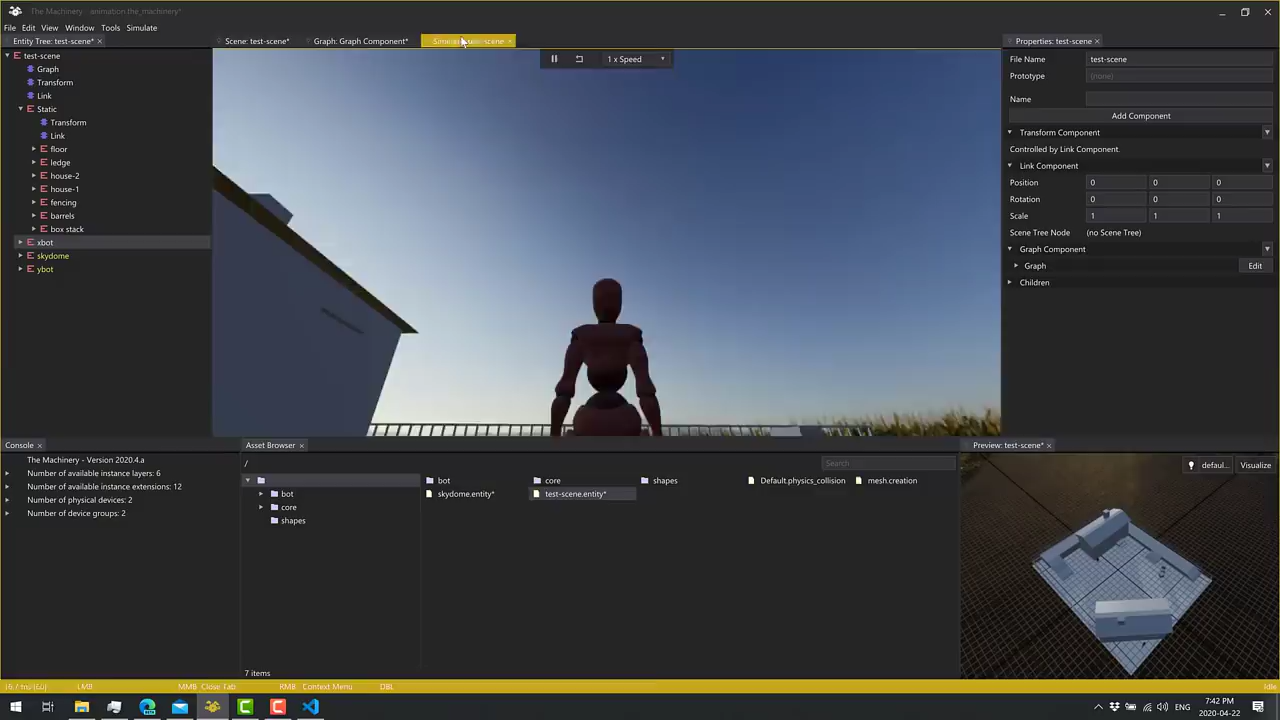 The Machinery - animation.the_machinery*
File Edit View Window Tools Simulate
Entity Tree: test-scene*
Scene: test-scene*
Graph: Graph Component*
Properties: test-scene*
test-scene
Graph
Transform
Link
Static
Transform
Link
floor
ledge
house-2
house-1
fencing
barrels
box stack
xbot
skydome
ybot
1 x Speed
File Name test-scene
Prototype (none)
Name
Add Component
Transform Component
Controlled by Link Component.
Link Component
Position 0 0 0
Rotation 0 0 0
Scale 1 1 1
Scene Tree Node (no Scene Tree)
Graph Component
Graph Edit
Children
Console
The Machinery - Version 2020.4.a
Number of available instance layers: 6
Number of available instance extensions: 12
Number of physical devices: 2
Number of device groups: 2
Asset Browser
/
Search
bot
core
shapes
bot
core
shapes
Default.physics_collision
mesh.creation
skydome.entity*
test-scene.entity*
7 items
Preview: test-scene*
defaul...
Visualize
LMB MMB Close Tab RMB Context Menu DBL Idle
ENG
7:42 PM
2020-04-22